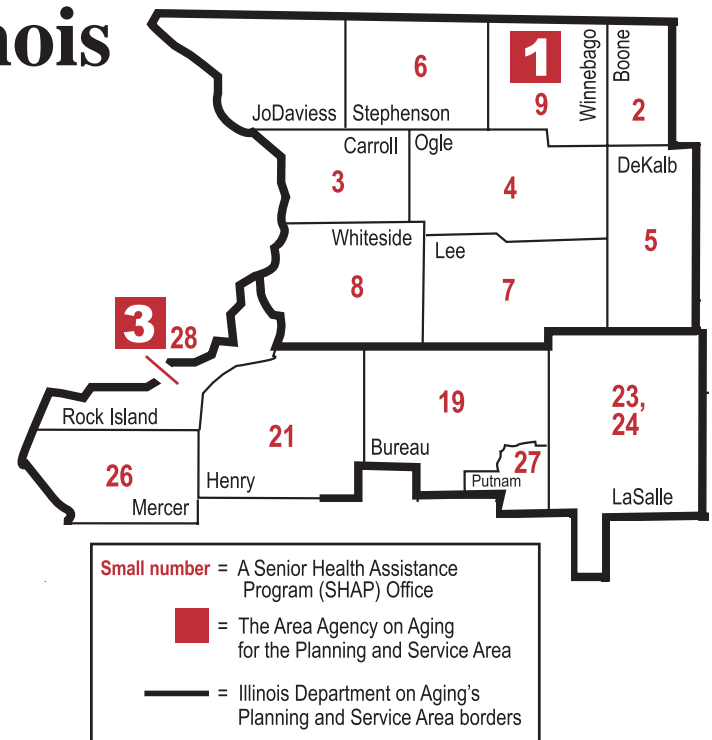 nois
1
6
9
Winnebago
Boone
2
JoDaviess
Stephenson
Carroll
Ogle
DeKalb
3
4
5
Whiteside
Lee
8
7
3
28
Rock Island
19
23,
24
21
Bureau
27
26
Henry
Putnam
Mercer
LaSalle
Small number = A Senior Health Assistance
Program (SHAP) Office
= The Area Agency on Aging
for the Planning and Service Area
= Illinois Department on Aging's
Planning and Service Area borders